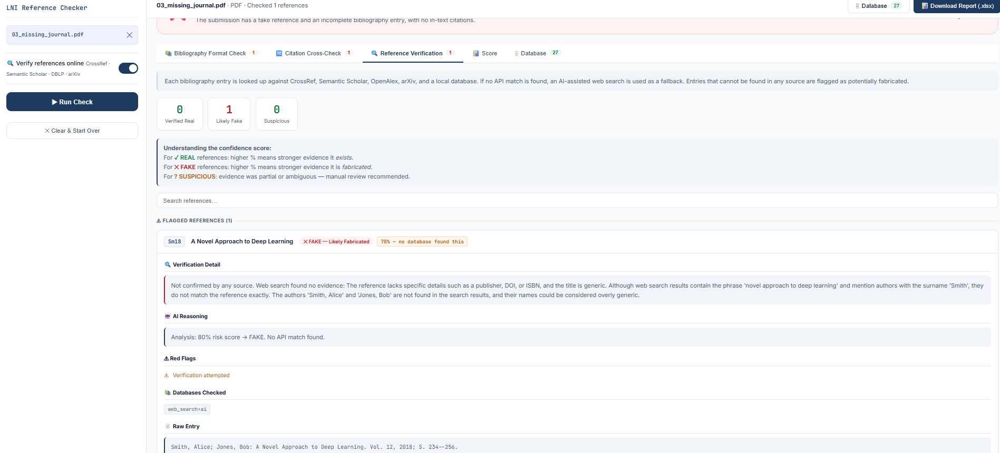 LNI Reference Checker
03_missing_journal.pdf
Verify references online CrossRef ·
Semantic Scholar · DBLP · arXiv
▶ Run Check
✕ Clear & Start Over
03_missing_journal.pdf · PDF · Checked 1 references
Database 27
Download Report (.xlsx)
The submission has a fake reference and an incomplete bibliography entry, with no in-text citations.
Bibliography Format Check 1
Citation Cross-Check 1
Reference Verification 1
Score
Database 27
Each bibliography entry is looked up against CrossRef, Semantic Scholar, OpenAlex, arXiv, and a local database. If no API match is found, an AI-assisted web search is used as a fallback. Entries that cannot be found in any source are flagged as potentially fabricated.
0
Verified Real
1
Likely Fake
0
Suspicious
Understanding the confidence score:
For ✓ REAL references: higher % means stronger evidence it exists.
For ✕ FAKE references: higher % means stronger evidence it is fabricated.
For ? SUSPICIOUS: evidence was partial or ambiguous — manual review recommended.
Search references...
⚠ FLAGGED REFERENCES (1)
Sm18 A Novel Approach to Deep Learning ✕ FAKE — Likely Fabricated 78% — no database found this
Verification Detail
Not confirmed by any source. Web search found no evidence: The reference lacks specific details such as a publisher, DOI, or ISBN, and the title is generic. Although web search results contain the phrase 'novel approach to deep learning' and mention authors with the surname 'Smith', they
do not match the reference exactly. The authors 'Smith, Alice' and 'Jones, Bob' are not found in the search results, and their names could be considered overly generic.
AI Reasoning
Analysis: 80% risk score → FAKE. No API match found.
⚠ Red Flags
⚠ Verification attempted
Databases Checked
web_search+ai
Raw Entry
Smith, Alice; Jones, Bob: A Novel Approach to Deep Learning. Vol. 12, 2018; S. 234--256.